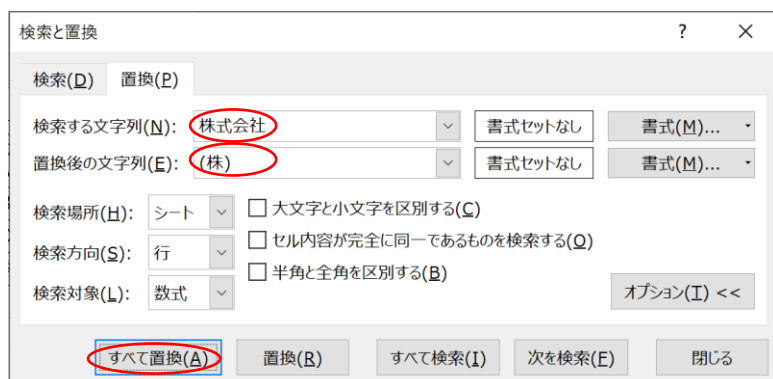 検索と置換 ?
検索(D) 置換(P)
検索する文字列(N): 株式会社 書式セットなし 書式(M)...
置換後の文字列(E): (株) 書式セットなし 書式(M)...
検索場所(H): シート 大文字と小文字を区別する(C)
検索方向(S): 行 セル内容が完全に同一であるものを検索する(O)
検索対象(L): 数式 半角と全角を区別する(B)
オプション(T) <<
すべて置換(A) 置換(R) すべて検索(I) 次を検索(F) 閉じる